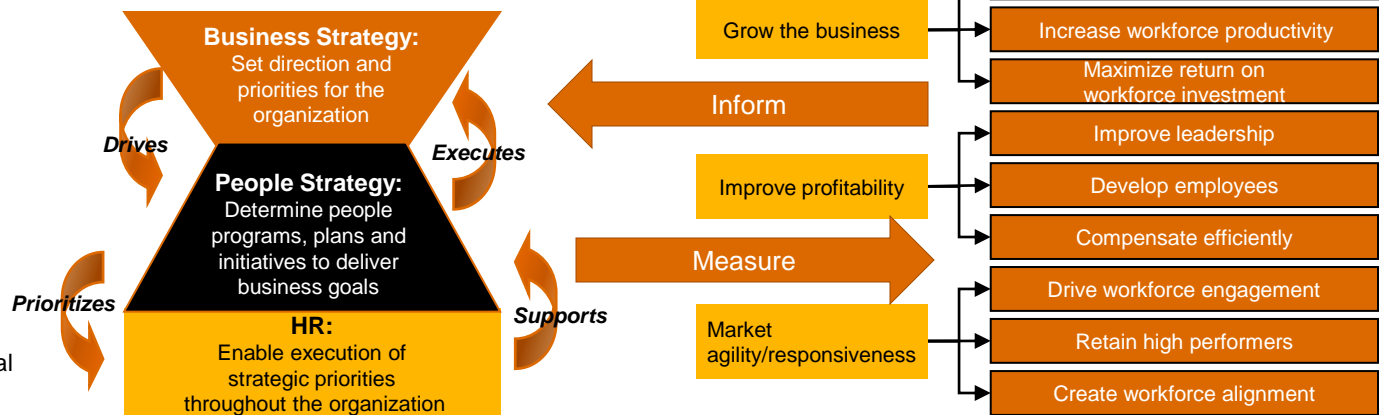 Business Strategy:
Set direction and
priorities for the
organization
Drives
Executes
People Strategy:
Determine people
programs, plans and
initiatives to deliver
business goals
Prioritizes
Supports
HR:
Enable execution of
strategic priorities
throughout the organization
al
Inform
Measure
Grow the business
Increase workforce productivity
Maximize return on
workforce investment
Improve profitability
Improve leadership
Develop employees
Compensate efficiently
Market
agility/responsiveness
Drive workforce engagement
Retain high performers
Create workforce alignment